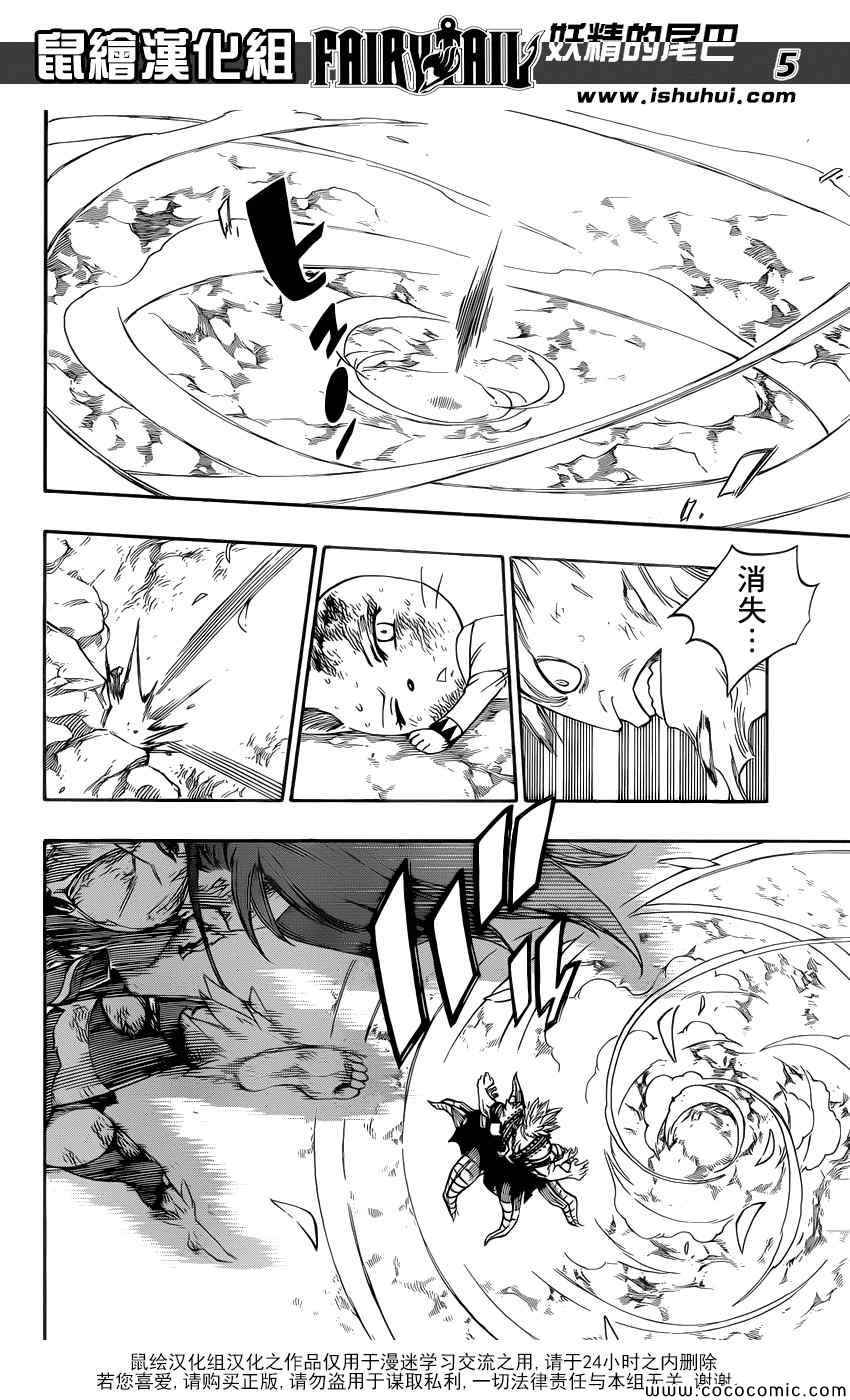 鼠繪漢化組 FAIRY TAIL 妖精的尾巴 5
www.ishuhui.com
消失…
鼠绘汉化组汉化之作品仅用于漫迷学习交流之用, 请于24小时之内删除
若您喜爱, 请购买正版, 请勿盗用于谋取私利, 一切法律责任与本组无关, 谢谢
www.cococomic.com